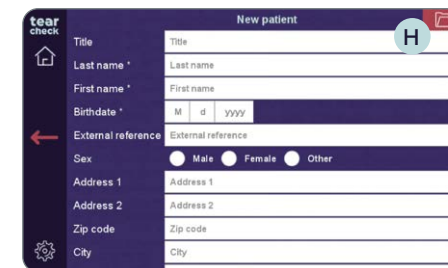 tear
check
New patient
H
Title Title
Last name * Last name
First name * First name
Birthdate * M d yyyy
External reference External reference
Sex Male Female Other
Address 1 Address 1
Address 2 Address 2
Zip code Zip code
City City